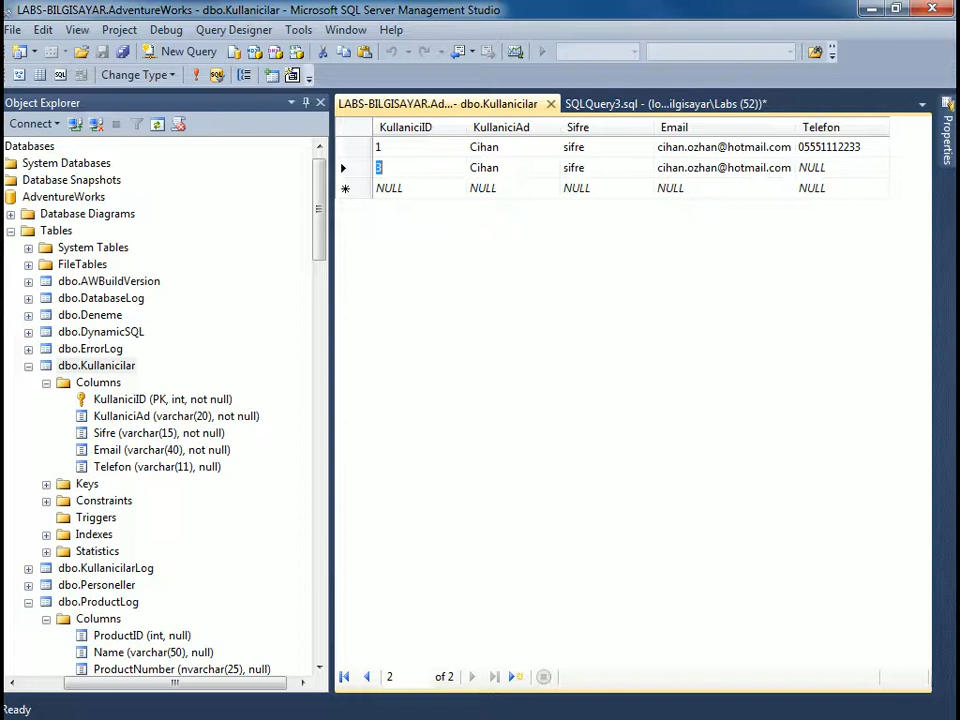 LABS-BILGISAYAR.AdventureWorks - dbo.Kullanicilar - Microsoft SQL Server Management Studio
File Edit View Project Debug Query Designer Tools Window Help
New Query
Change Type
Object Explorer
Connect
Databases
System Databases
Database Snapshots
AdventureWorks
Database Diagrams
Tables
System Tables
FileTables
dbo.AWBuildVersion
dbo.DatabaseLog
dbo.Deneme
dbo.DynamicSQL
dbo.ErrorLog
dbo.Kullanicilar
Columns
KullaniciID (PK, int, not null)
KullaniciAd (varchar(20), not null)
Sifre (varchar(15), not null)
Email (varchar(40), not null)
Telefon (varchar(11), null)
Keys
Constraints
Triggers
Indexes
Statistics
dbo.KullanicilarLog
dbo.Personeller
dbo.ProductLog
Columns
ProductID (int, null)
Name (varchar(50), null)
ProductNumber (nvarchar(25), null)
LABS-BILGISAYAR.Ad...- dbo.Kullanicilar
SQLQuery3.sql - (lo...ilgisayar\Labs (52))*
KullaniciID KullaniciAd Sifre Email Telefon
1 Cihan sifre cihan.ozhan@hotmail.com 05551112233
3 Cihan sifre cihan.ozhan@hotmail.com NULL
NULL NULL NULL NULL NULL
2 of 2
Properties
Ready